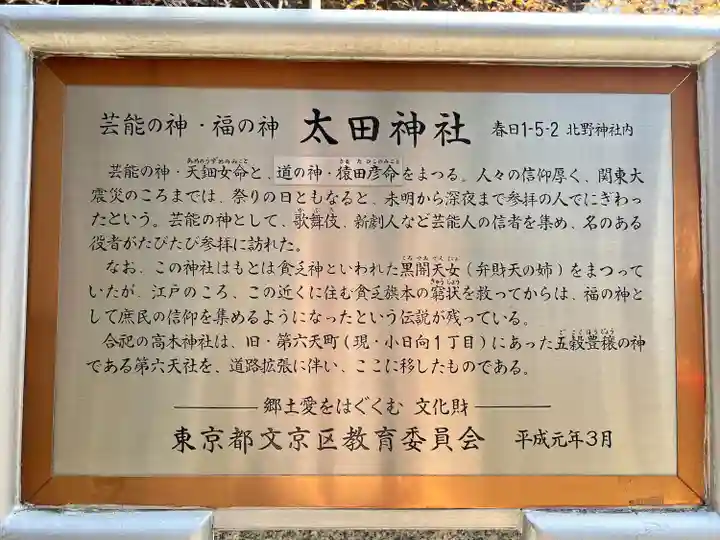 芸能の神・福の神 太田神社 春日1-5-2 北野神社内
芸能の神・天鈿女命と、道の神・猿田彦命をまつる。人々の信仰厚く、関東大
震災のころまでは、祭りの日ともなると、未明から深夜まで参拝の人でにぎわっ
たという。芸能の神として、歌舞伎、新劇人など芸能人の信者を集め、名のある
役者がたびたび参拝に訪れた。
なお、この神社はもとは貧乏神といわれた黒闇天女(弁財天の姉)をまつって
いたが、江戸のころ、この近くに住む貧乏旗本の窮状を救ってからは、福の神と
して庶民の信仰を集めるようになったという伝説が残っている。
合祀の高木神社は、旧・第六天町(現・小日向1丁目)にあった五穀豊穣の神
である第六天社を、道路拡張に伴い、ここに移したものである。
郷土愛をはぐくむ 文化財
東京都文京区教育委員会 平成元年3月